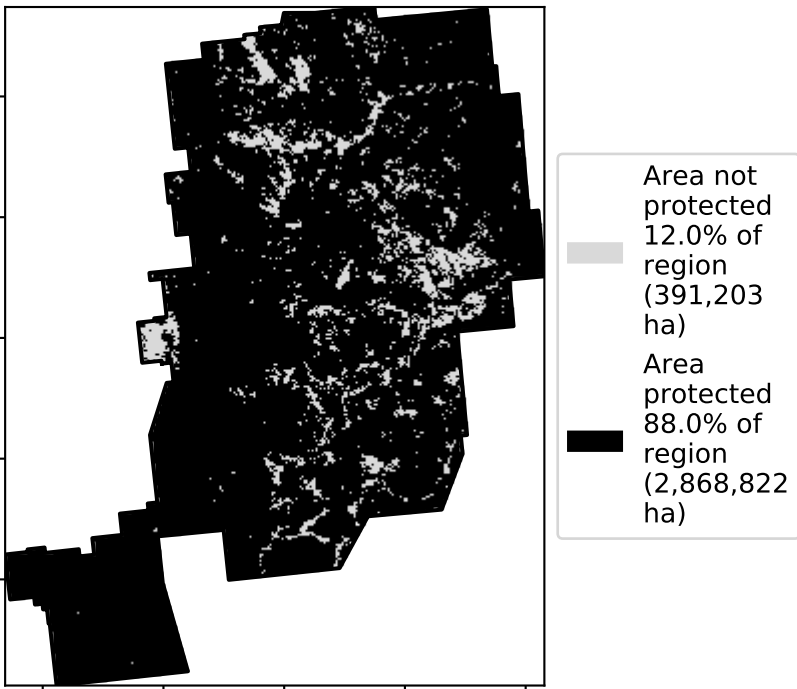 Area not
protected
12.0% of
region
(391,203
ha)
Area
protected
88.0% of
region
(2,868,822
ha)